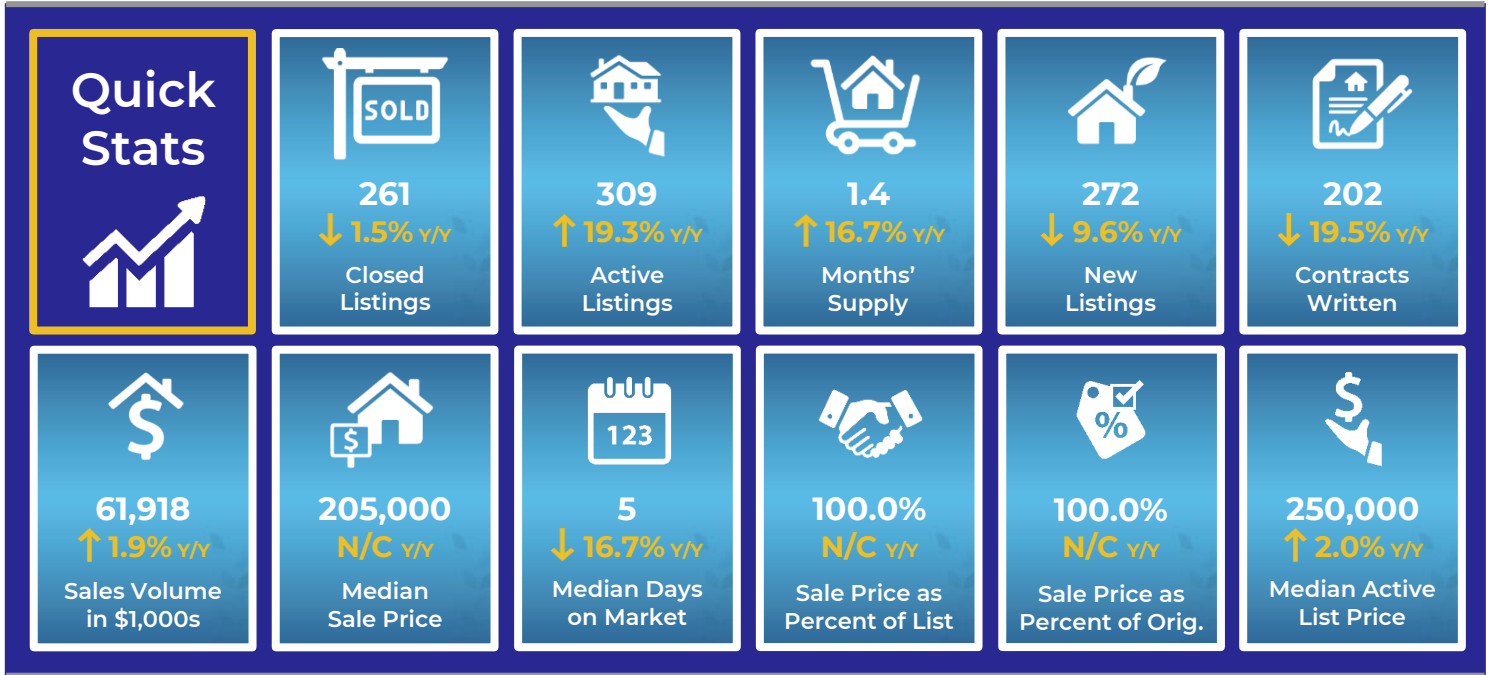 Quick
Stats
SOLD
261
↓ 1.5% Y/Y
Closed
Listings
309
↑ 19.3% Y/Y
Active
Listings
1.4
↑ 16.7% Y/Y
Months’
Supply
272
↓ 9.6% Y/Y
New
Listings
202
↓ 19.5% Y/Y
Contracts
Written
$
61,918
↑ 1.9% Y/Y
Sales Volume
in $1,000s
$
205,000
N/C Y/Y
Median
Sale Price
123
5
↓ 16.7% Y/Y
Median Days
on Market
100.0%
N/C Y/Y
Sale Price as
Percent of List
%
100.0%
N/C Y/Y
Sale Price as
Percent of Orig.
$
250,000
↑ 2.0% Y/Y
Median Active
List Price